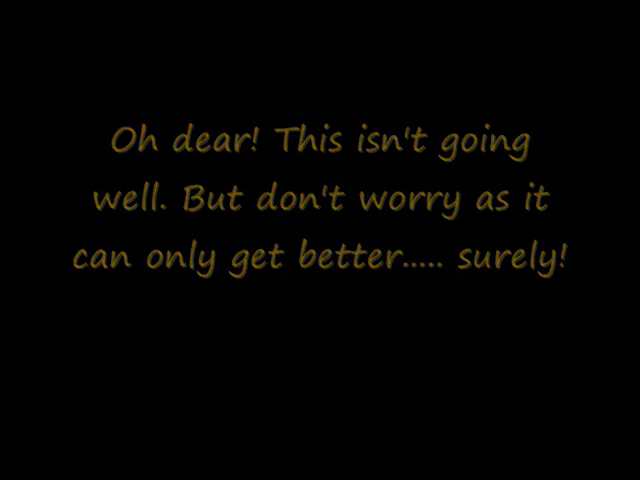 Oh dear! This isn't going
well. But don't worry as it
can only get better..... surely!